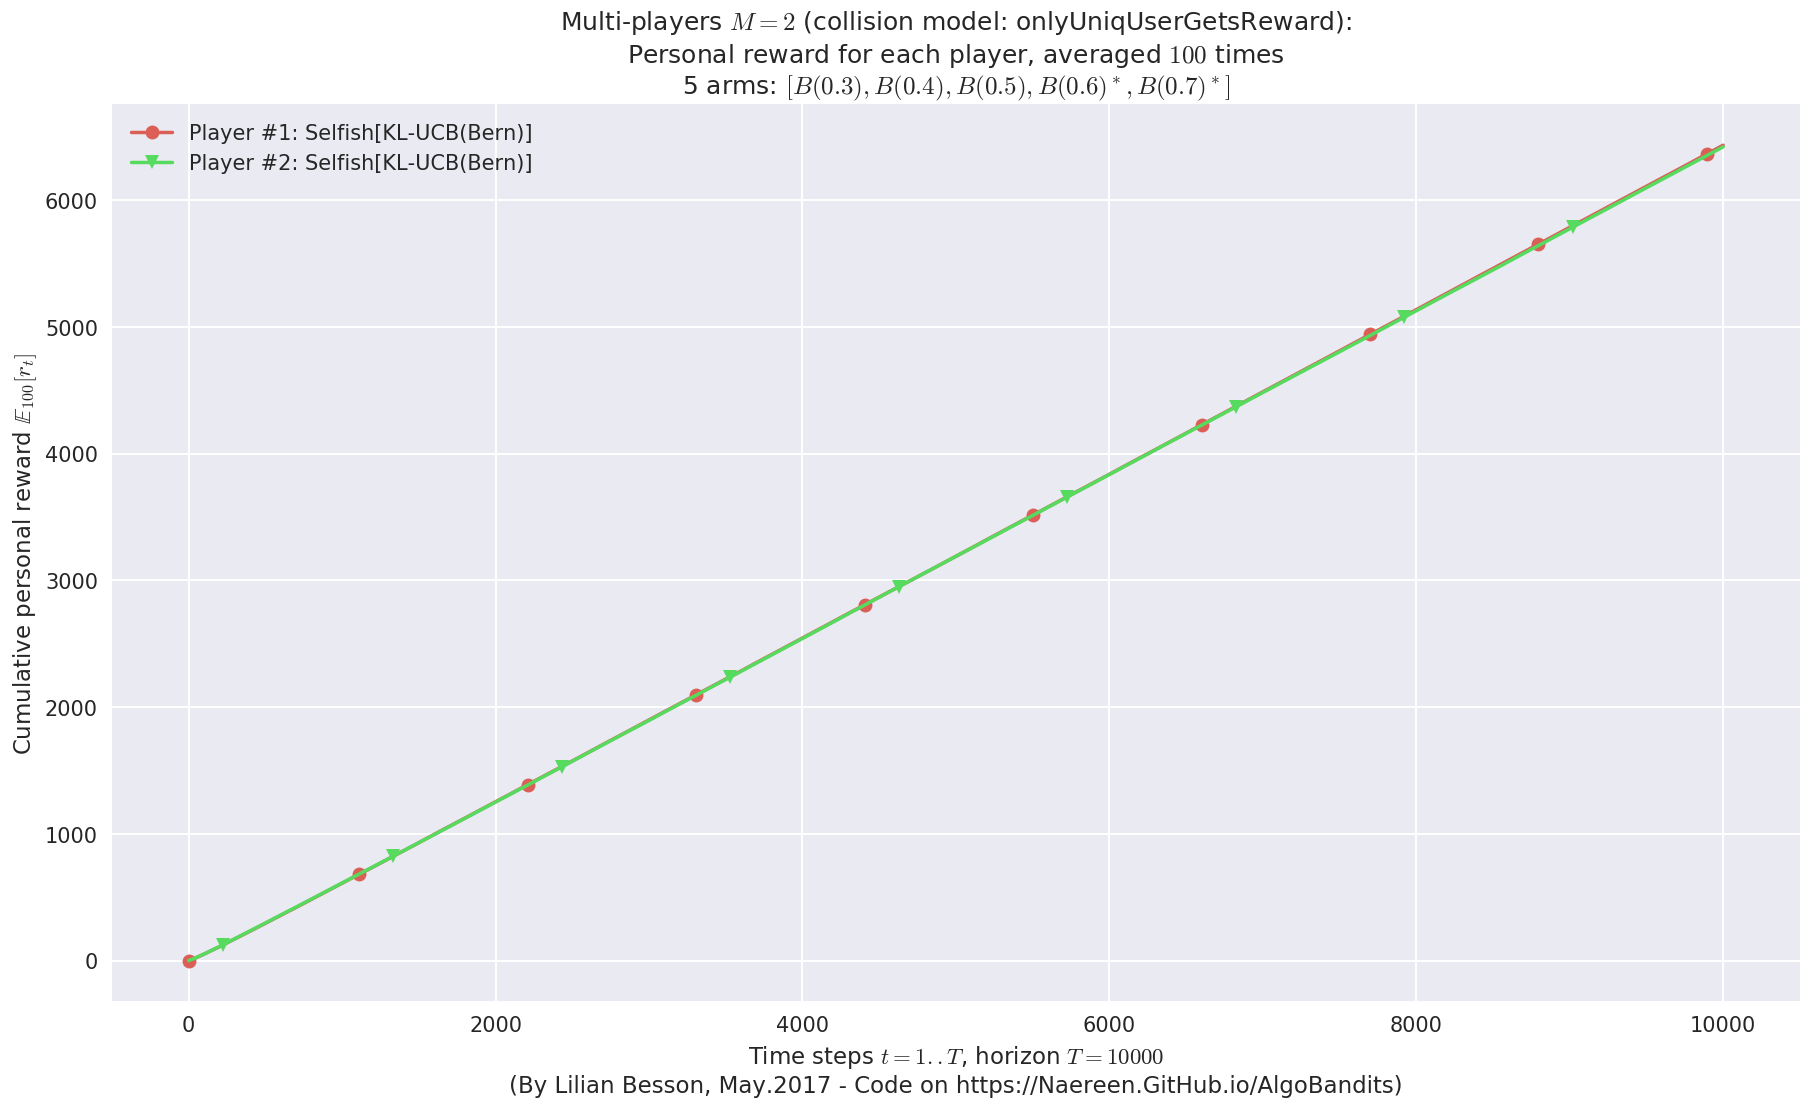 Multi-players M = 2 (collision model: onlyUniqUserGetsReward):
Personal reward for each player, averaged 100 times
5 arms: [B(0.3), B(0.4), B(0.5), B(0.6)*, B(0.7)*]
Player #1: Selfish[KL-UCB(Bern)]
Player #2: Selfish[KL-UCB(Bern)]
Cumulative personal reward 𝔼₁₀₀[rₜ]
6000
5000
4000
3000
2000
1000
0
0 2000 4000 6000 8000 10000
Time steps t = 1..T, horizon T = 10000
(By Lilian Besson, May.2017 - Code on https://Naereen.GitHub.io/AlgoBandits)